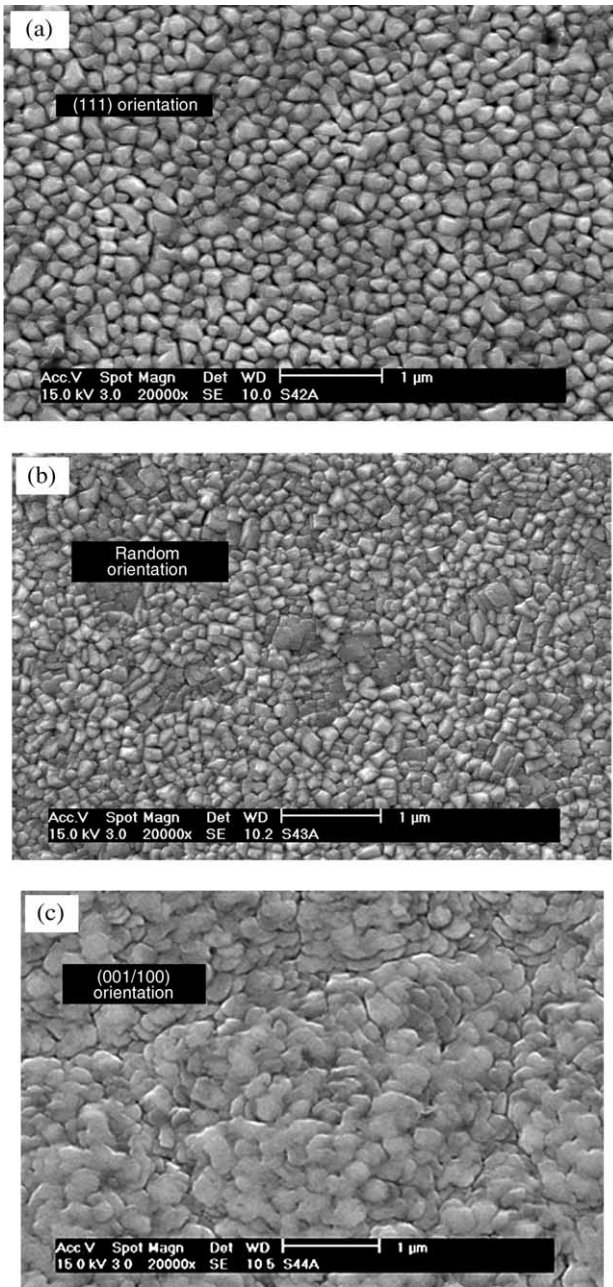 (a)
(111) orientation
Acc.V Spot Magn Det WD 1 µm
15.0 kV 3.0 20000x SE 10.0 S42A
(b)
Random
orientation
Acc.V Spot Magn Det WD 1 µm
15.0 kV 3.0 20000x SE 10.2 S43A
(c)
(001/100)
orientation
Acc V Spot Magn Det WD 1 µm
15.0 kV 3.0 20000x SE 10 5 S44A